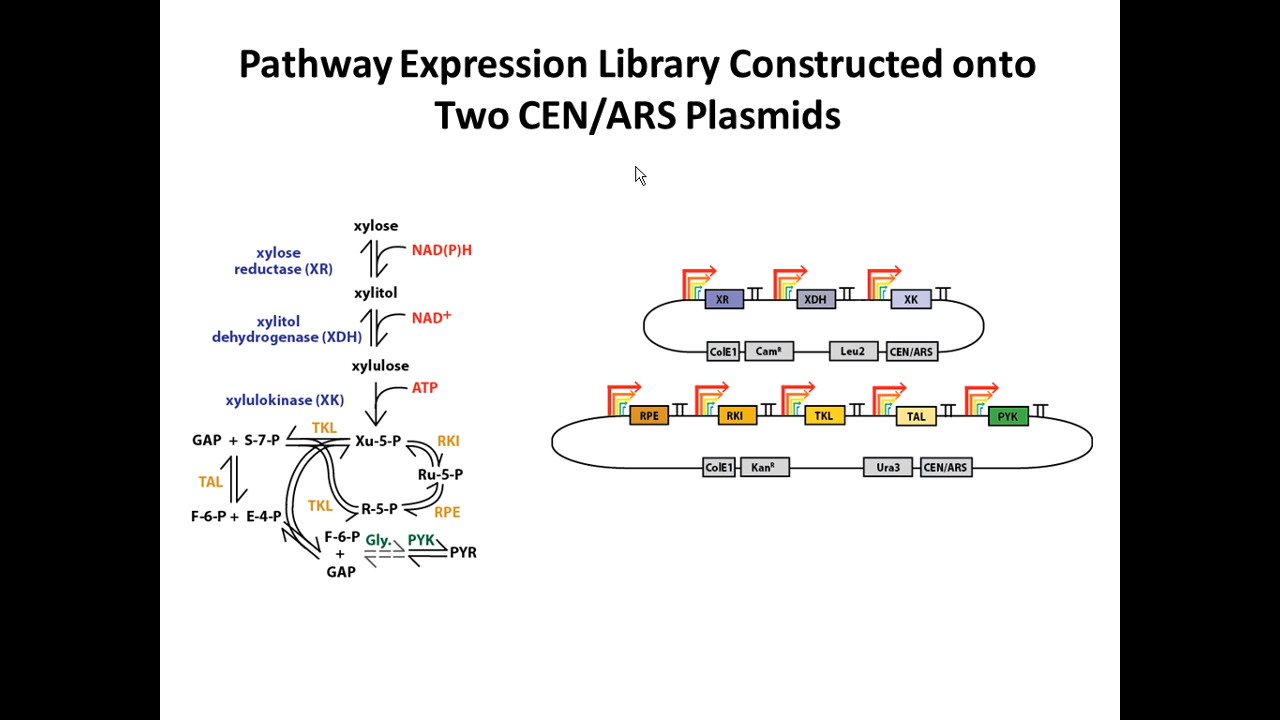 Pathway Expression Library Constructed onto
Two CEN/ARS Plasmids
xylose
xylose
reductase (XR)
NAD(P)H
xylitol
xylitol
dehydrogenase (XDH)
NAD+
xylulose
xylulokinase (XK)
ATP
GAP + S-7-P
TKL
Xu-5-P
RKI
Ru-5-P
TAL
TKL
R-5-P
RPE
F-6-P + E-4-P
F-6-P
+
GAP
Gly.
PYK
PYR
XR
XDH
XK
ColE1
Camᴿ
Leu2
CEN/ARS
RPE
RKI
TKL
TAL
PYK
ColE1
Kanᴿ
Ura3
CEN/ARS